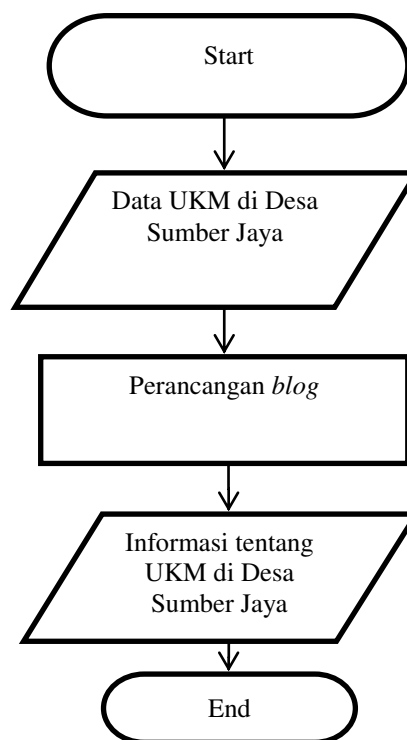 Start
Data UKM di Desa
Sumber Jaya
Perancangan blog
Informasi tentang
UKM di Desa
Sumber Jaya
End